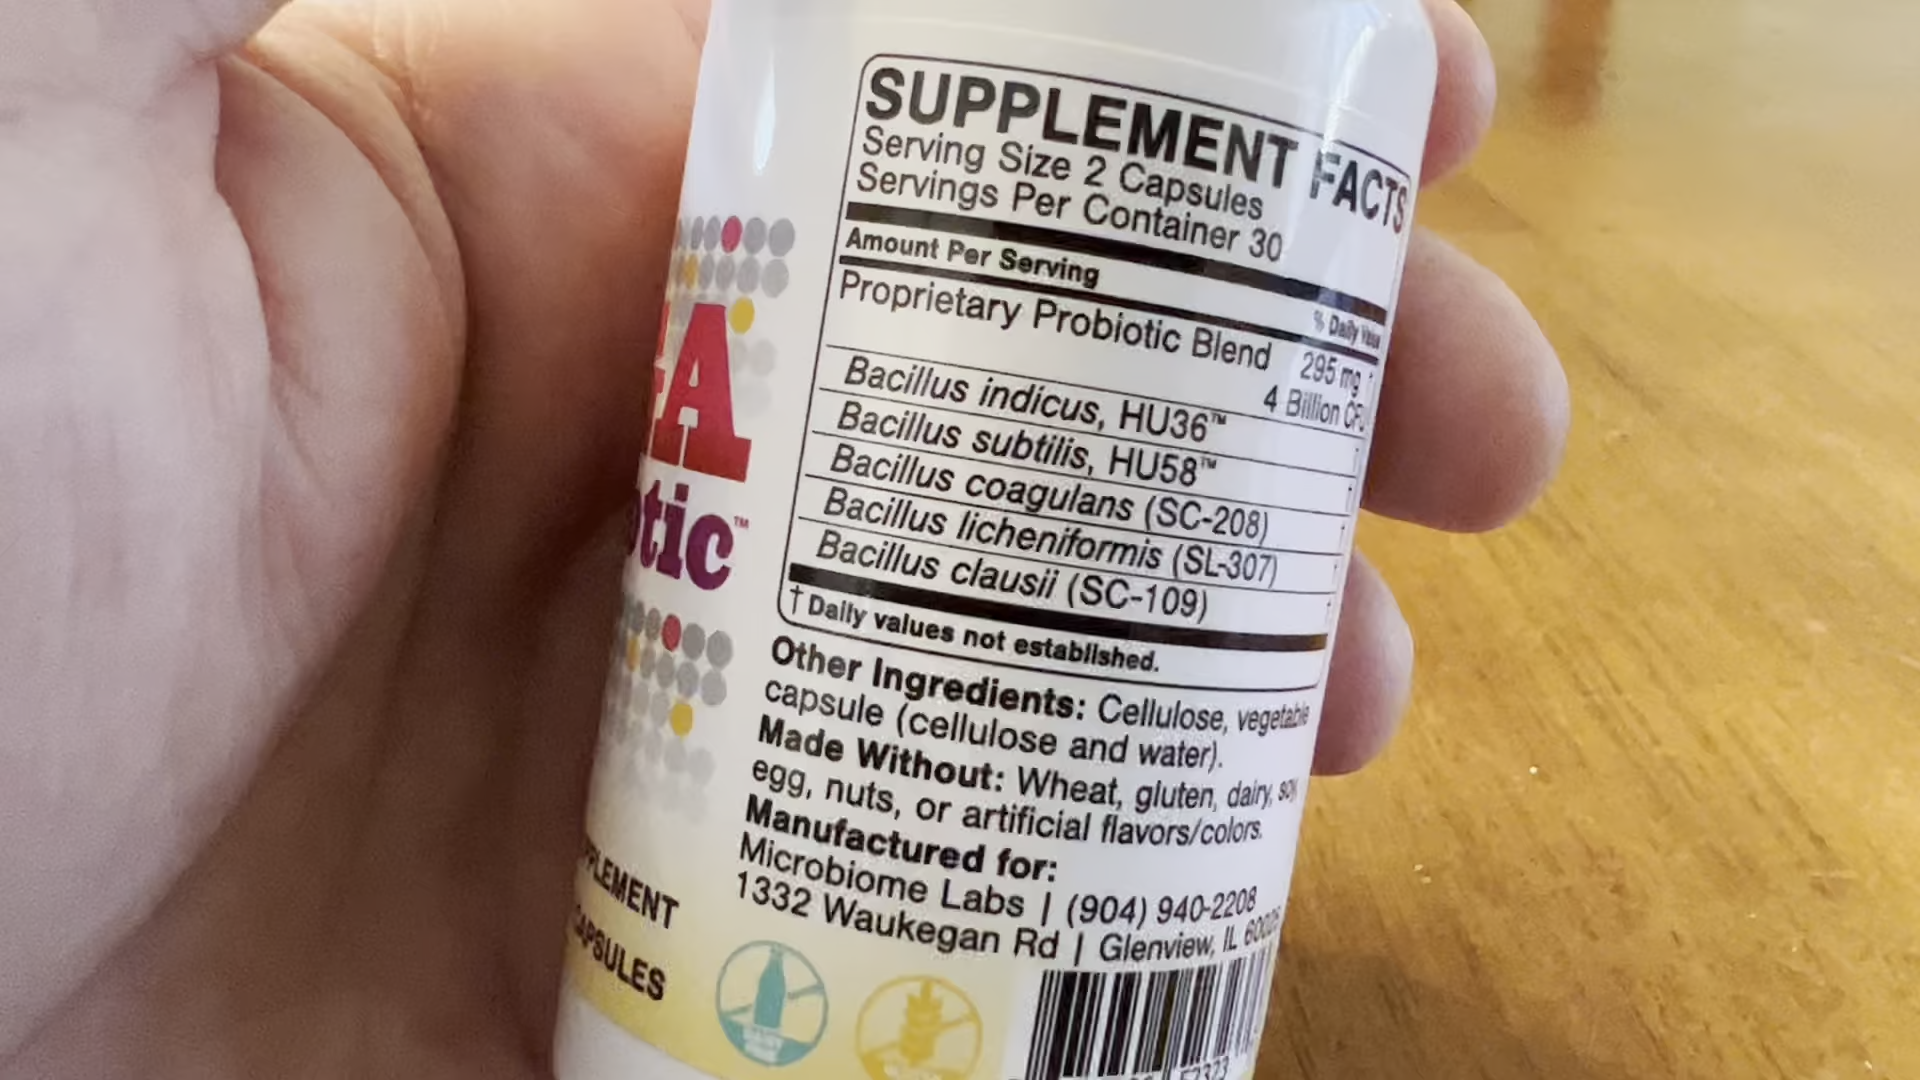 SUPPLEMENT FACTS
Serving Size 2 Capsules
Servings Per Container 30
Amount Per Serving
% Daily Value
Proprietary Probiotic Blend 295 mg †
4 Billion CFU
Bacillus indicus, HU36™ †
Bacillus subtilis, HU58™ †
Bacillus coagulans (SC-208) †
Bacillus licheniformis (SL-307) †
Bacillus clausii (SC-109) †
† Daily values not established.
Other Ingredients: Cellulose, vegetable
capsule (cellulose and water).
Made Without: Wheat, gluten, dairy, soy,
egg, nuts, or artificial flavors/colors.
Manufactured for:
Microbiome Labs | (904) 940-2208
1332 Waukegan Rd | Glenview, IL
A
otic™
PLEMENT
CAPSULES